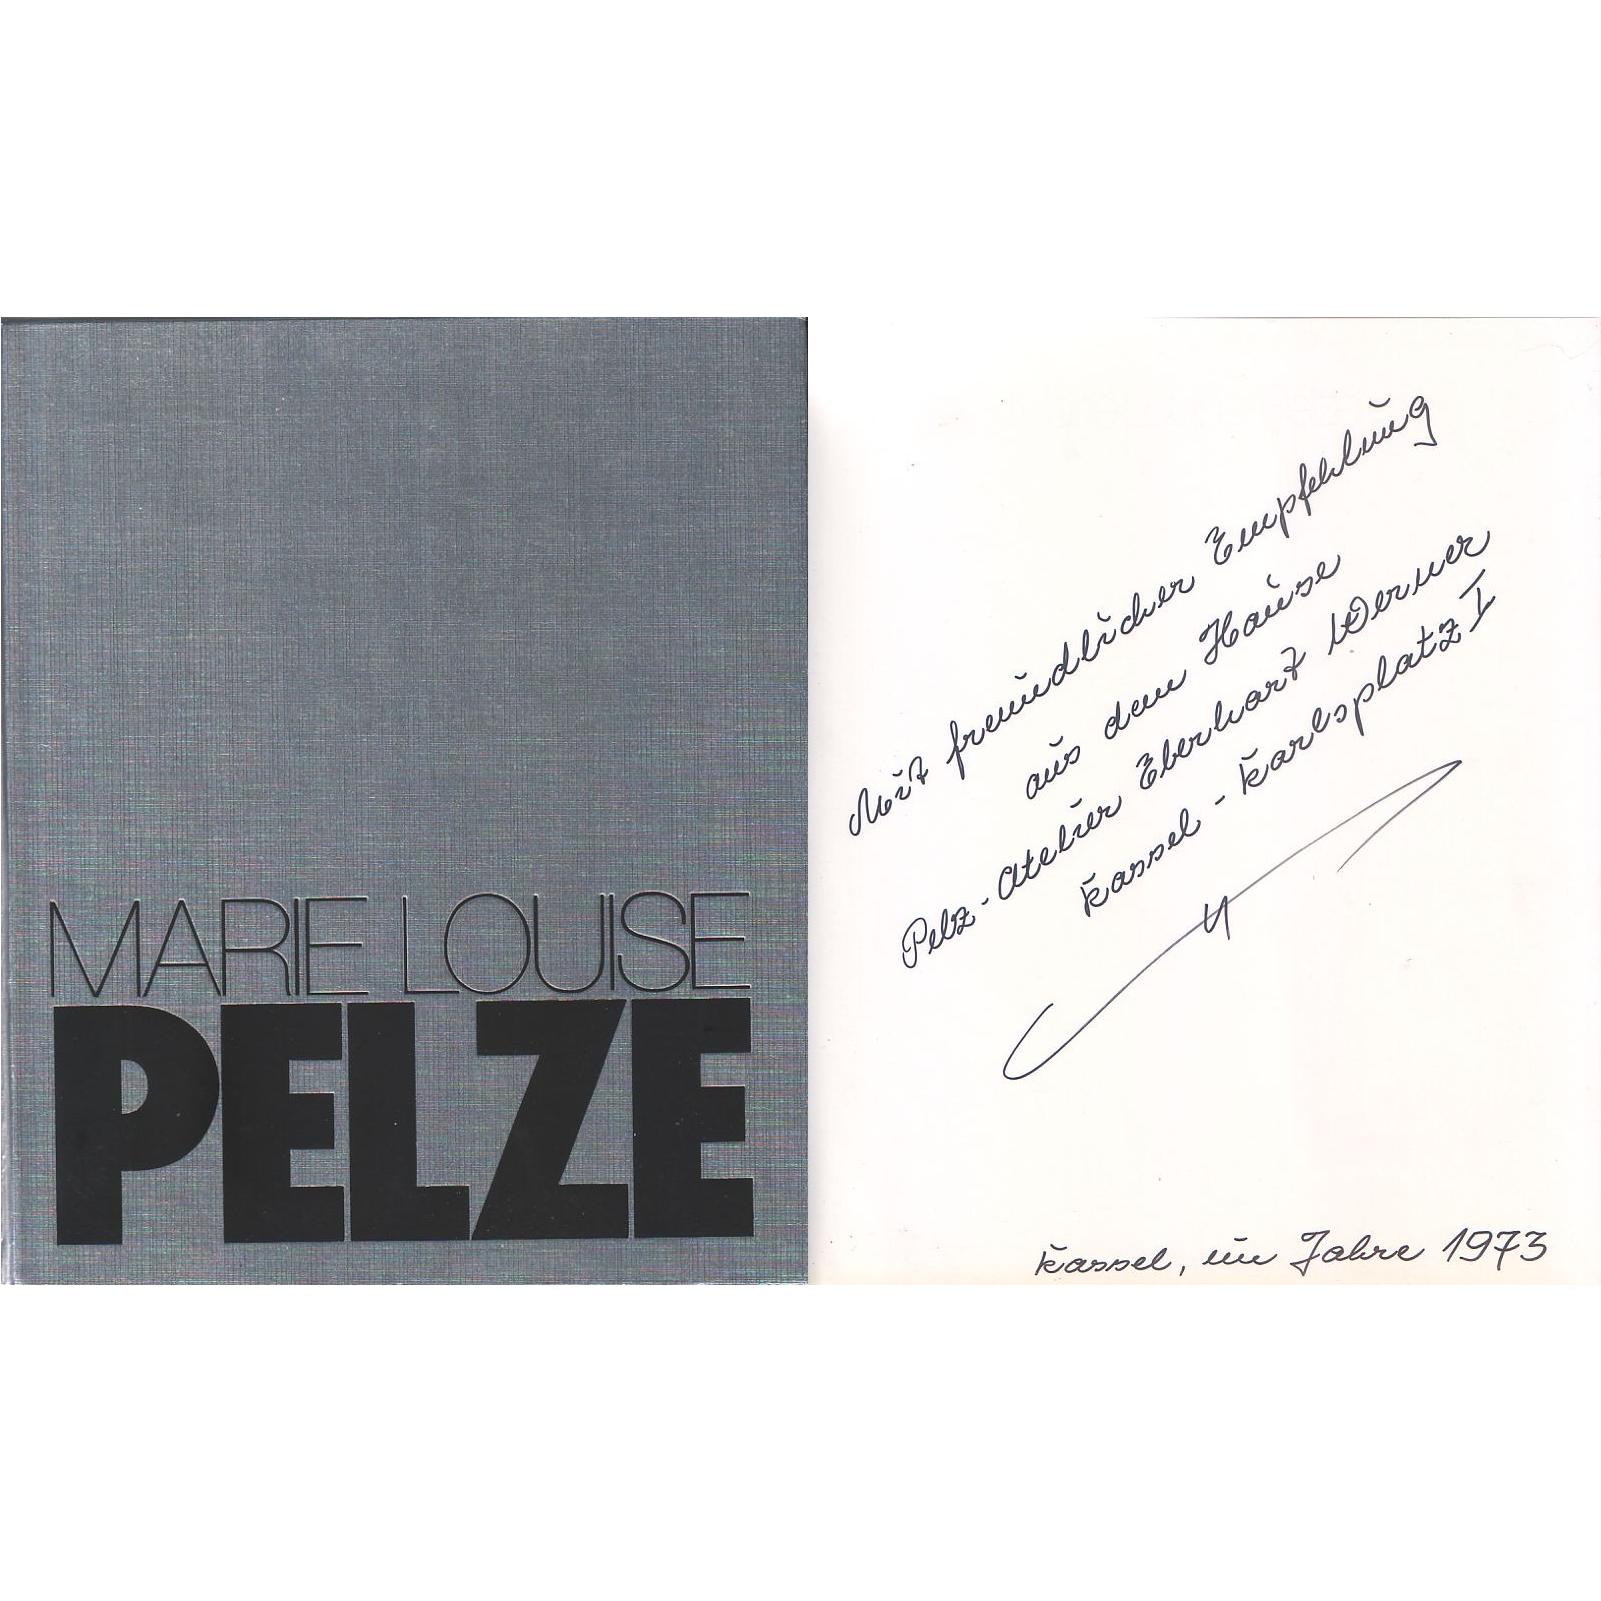 MARIE LOUISE
PELZE
Mit freundlicher Empfehlung
aus dem Hause
Pelz-Atelier Eberhart Werner
Kassel - Karlsplatz I
Kassel, im Jahre 1973